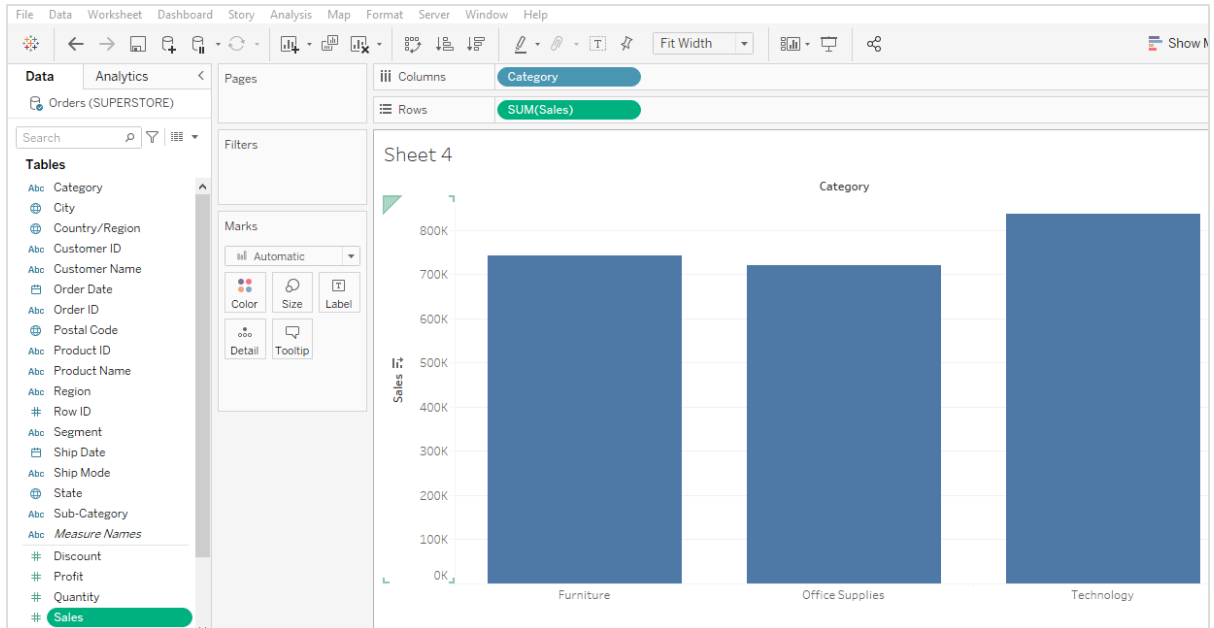 File Data Worksheet Dashboard Story Analysis Map Format Server Window Help
Fit Width
Show
Data Analytics
Orders (SUPERSTORE)
Search
Tables
Abc Category
City
Country/Region
Abc Customer ID
Abc Customer Name
Order Date
Abc Order ID
Postal Code
Abc Product ID
Abc Product Name
Abc Region
# Row ID
Abc Segment
Ship Date
Abc Ship Mode
State
Abc Sub-Category
Abc Measure Names
# Discount
# Profit
# Quantity
# Sales
Pages
Filters
Marks
Automatic
Color Size Label
Detail Tooltip
Columns Category
Rows SUM(Sales)
Sheet 4
Category
Sales
800K
700K
600K
500K
400K
300K
200K
100K
0K
Furniture Office Supplies Technology